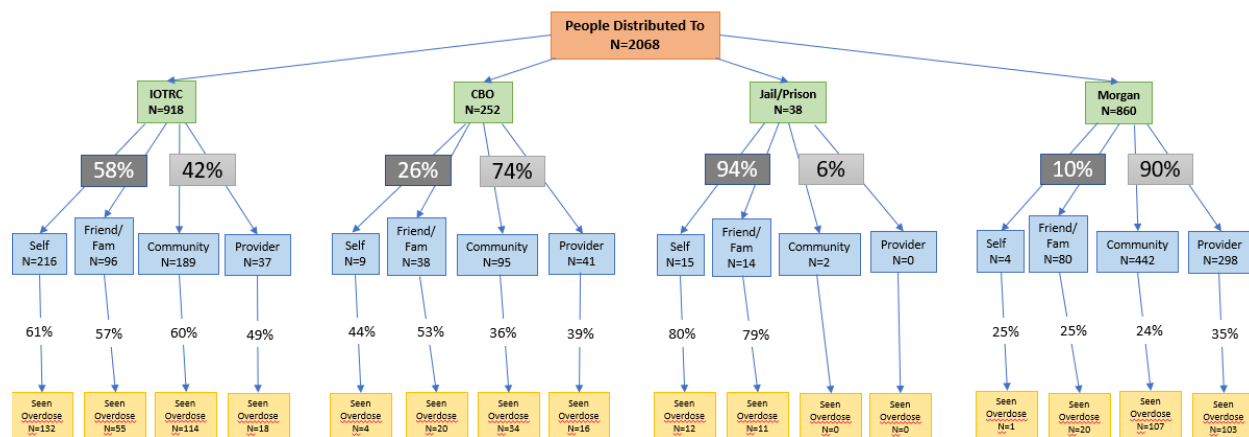 People Distributed To
N=2068
IOTRC
N=918
CBO
N=252
Jail/Prison
N=38
Morgan
N=860
58%
42%
26%
74%
94%
6%
10%
90%
Self
N=216
Friend/
Fam
N=96
Community
N=189
Provider
N=37
Self
N=9
Friend/
Fam
N=38
Community
N=95
Provider
N=41
Self
N=15
Friend/
Fam
N=14
Community
N=2
Provider
N=0
Self
N=4
Friend/
Fam
N=80
Community
N=442
Provider
N=298
61%
57%
60%
49%
44%
53%
36%
39%
80%
79%
25%
25%
24%
35%
Seen
Overdose
N=132
Seen
Overdose
N=55
Seen
Overdose
N=114
Seen
Overdose
N=18
Seen
Overdose
N=4
Seen
Overdose
N=20
Seen
Overdose
N=34
Seen
Overdose
N=16
Seen
Overdose
N=12
Seen
Overdose
N=11
Seen
Overdose
N=0
Seen
Overdose
N=0
Seen
Overdose
N=1
Seen
Overdose
N=20
Seen
Overdose
N=107
Seen
Overdose
N=103